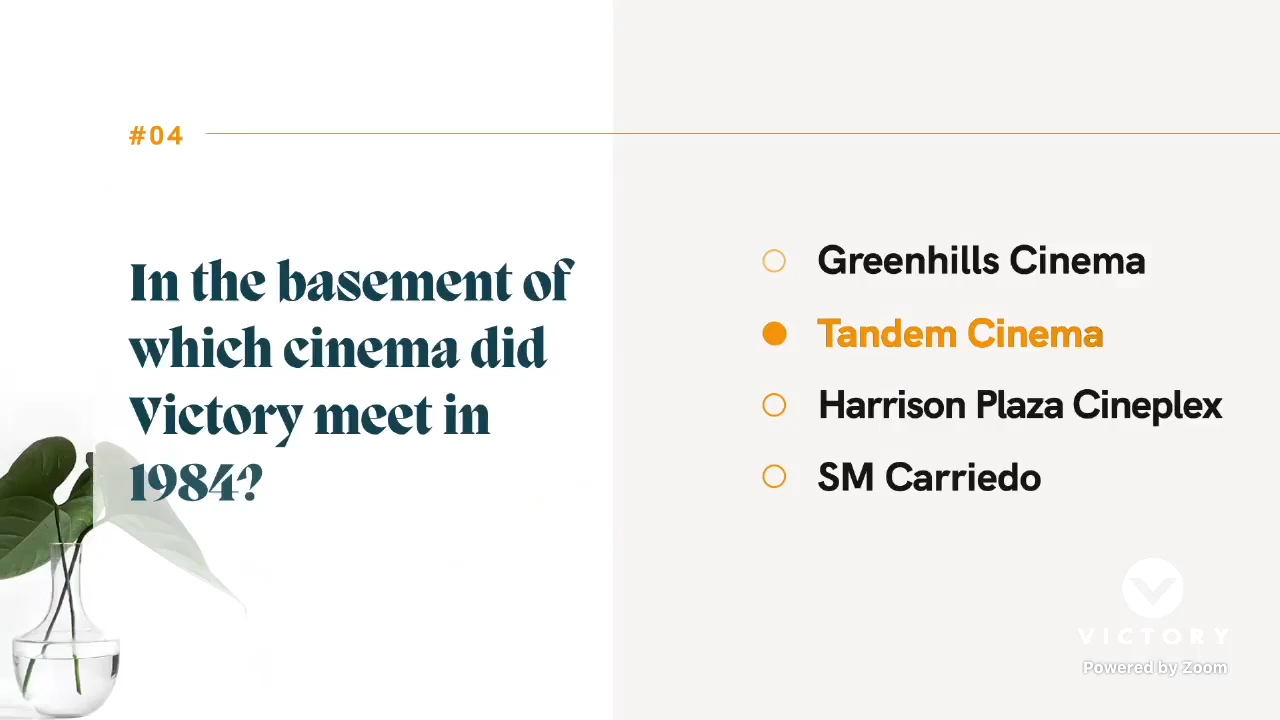 #04
In the basement of
which cinema did
Victory meet in
1984?
Greenhills Cinema
Tandem Cinema
Harrison Plaza Cineplex
SM Carriedo
VICTORY
Powered by Zoom